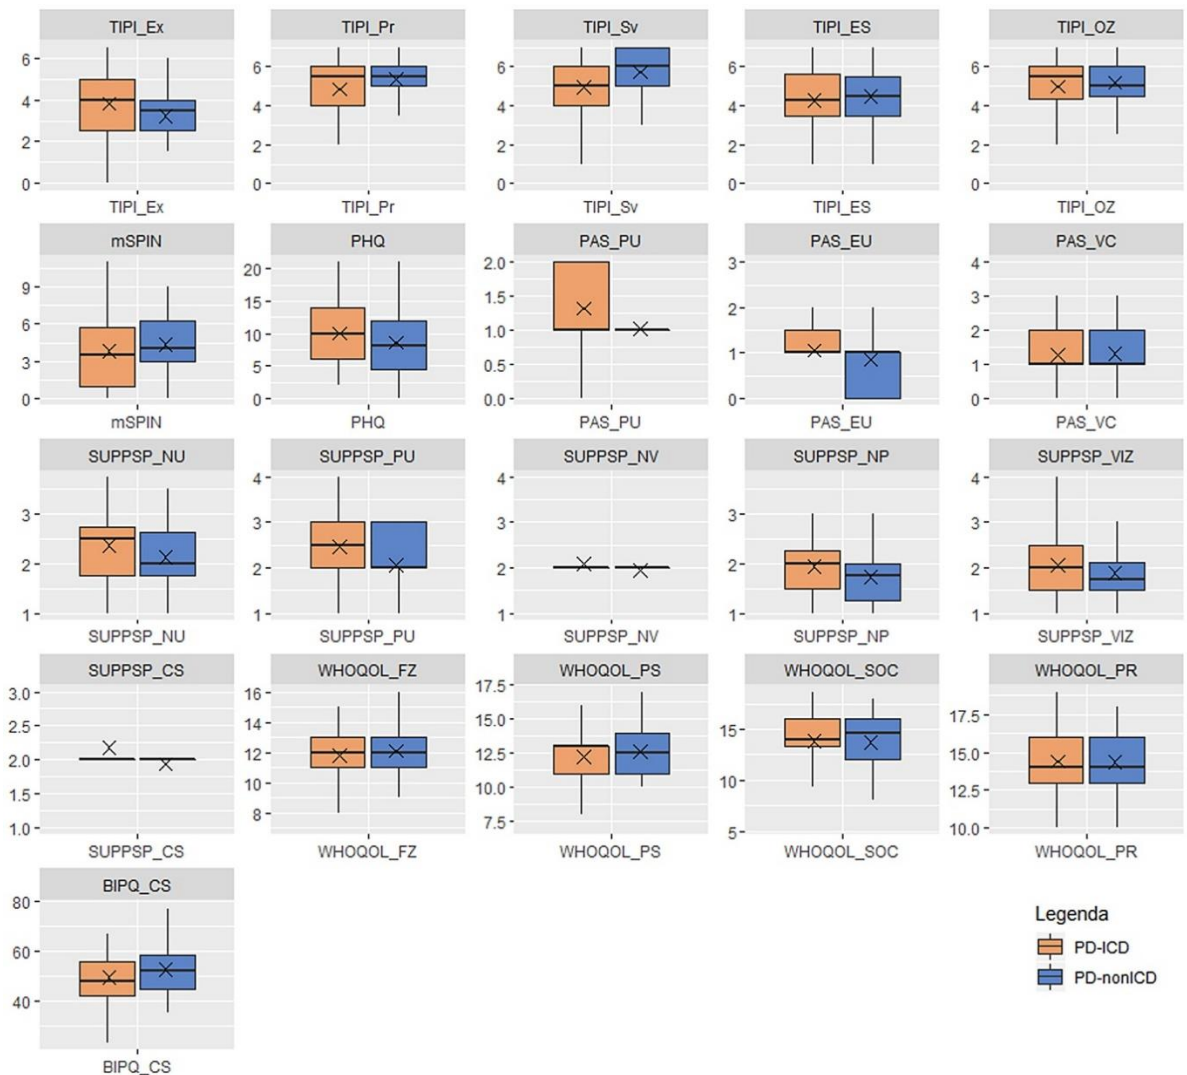 TIPI_Ex
TIPI_Pr
TIPI_Sv
TIPI_ES
TIPI_OZ
6
4
2
0
6
4
2
0
6
4
2
0
6
4
2
0
6
4
2
0
TIPI_Ex
TIPI_Pr
TIPI_Sv
TIPI_ES
TIPI_OZ
mSPIN
PHQ
PAS_PU
PAS_EU
PAS_VC
9
6
3
0
20
15
10
5
0
2.0
1.5
1.0
0.5
0.0
3
2
1
0
4
3
2
1
0
mSPIN
PHQ
PAS_PU
PAS_EU
PAS_VC
SUPPSP_NU
SUPPSP_PU
SUPPSP_NV
SUPPSP_NP
SUPPSP_VIZ
3
2
1
4
3
2
1
4
3
2
1
3
2
1
4
3
2
1
SUPPSP_NU
SUPPSP_PU
SUPPSP_NV
SUPPSP_NP
SUPPSP_VIZ
SUPPSP_CS
WHOQOL_FZ
WHOQOL_PS
WHOQOL_SOC
WHOQOL_PR
3.0
2.5
2.0
1.5
1.0
16
14
12
10
8
17.5
15.0
12.5
10.0
7.5
15
10
5
17.5
15.0
12.5
10.0
SUPPSP_CS
WHOQOL_FZ
WHOQOL_PS
WHOQOL_SOC
WHOQOL_PR
BIPQ_CS
80
60
40
BIPQ_CS
Legenda
PD-ICD
PD-nonICD